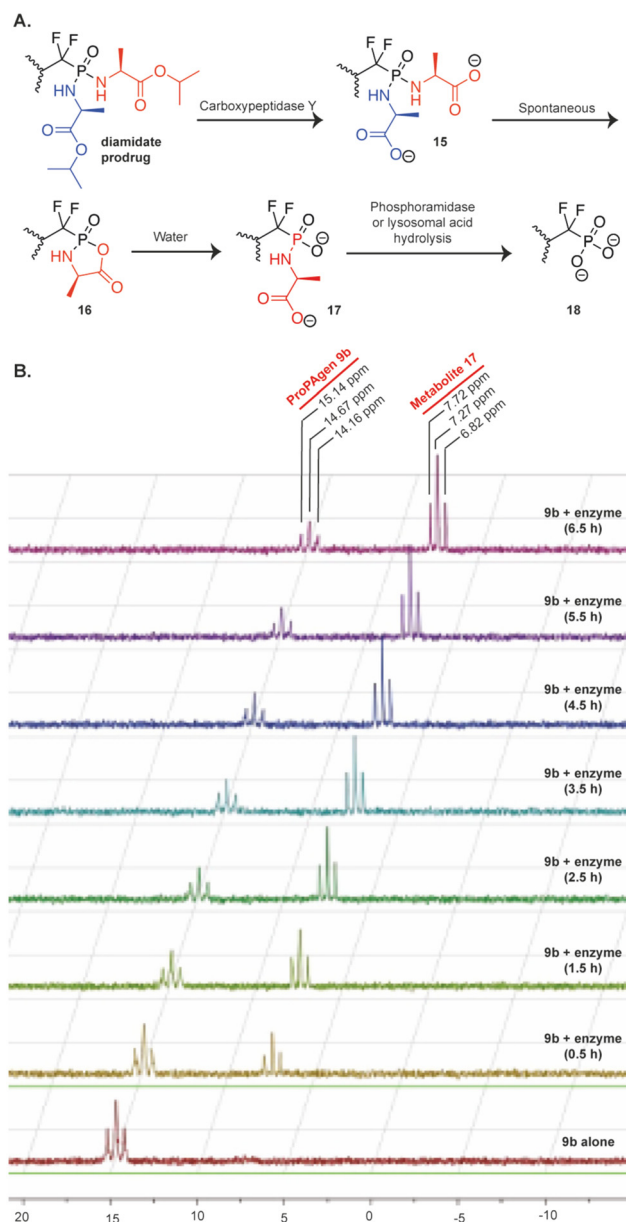 A.
F F
O
P
N
H
HN
O
O
O
O
diamidate
prodrug
Carboxypeptidase Y
F F
O
P
N
H
HN
O
O ⊖
O
O ⊖
15
Spontaneous
F F
O
P
HN
O
O
16
Water
F F
O
P
O ⊖
HN
O
O ⊖
17
Phosphoramidase
or lysosomal acid
hydrolysis
F F
O
P
O ⊖
O ⊖
18
B.
ProPAgen 9b
15.14 ppm
14.67 ppm
14.16 ppm
Metabolite 17
7.72 ppm
7.27 ppm
6.82 ppm
9b + enzyme
(6.5 h)
9b + enzyme
(5.5 h)
9b + enzyme
(4.5 h)
9b + enzyme
(3.5 h)
9b + enzyme
(2.5 h)
9b + enzyme
(1.5 h)
9b + enzyme
(0.5 h)
9b alone
20 15 10 5 0 -5 -10